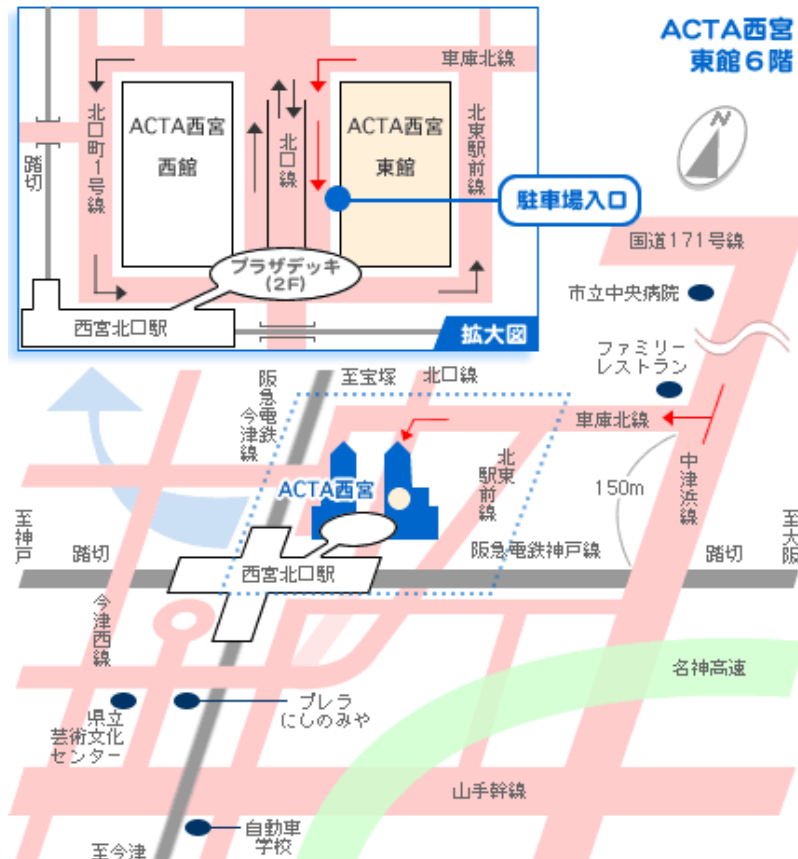 ACTA西宮
東館6階
車庫北線
北口町1号線
北口線
北東駅前線
ACTA西宮
西館
ACTA西宮
東館
踏切
駐車場入口
プラザデッキ
(2F)
西宮北口駅
拡大図
N
国道171号線
市立中央病院
ファミリー
レストラン
阪急電鉄
今津線
至宝塚
北口線
車庫北線
北東
駅前線
中津浜線
150m
ACTA西宮
至神戸
踏切
西宮北口駅
阪急電鉄神戸線
踏切
至大阪
今津西線
名神高速
県立
芸術文化
センター
プレラ
にしのみや
山手幹線
自動車
学校
至今津